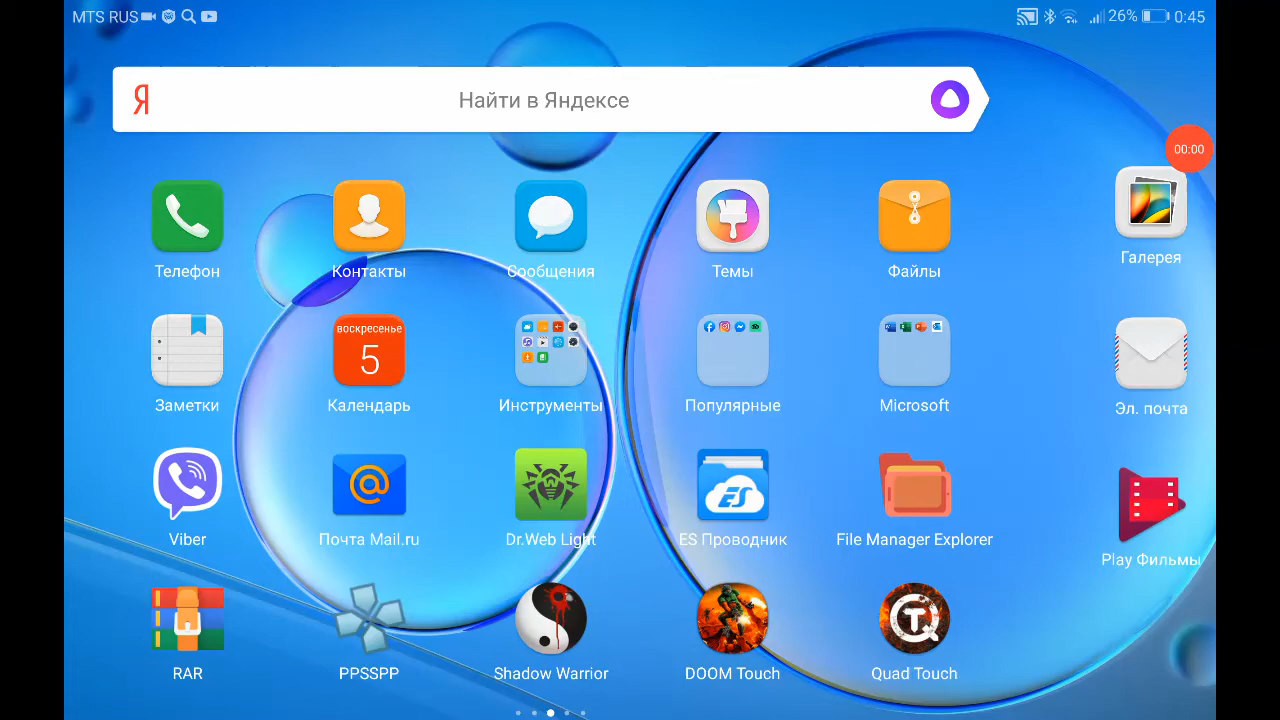 MTS RUS
26% 0:45
Я Найти в Яндексе
00:00
Телефон Контакты Сообщения Темы Файлы Галерея
воскресенье
5
Заметки Календарь Инструменты Популярные Microsoft Эл. почта
@
ES
TQ
Viber Почта Mail.ru Dr.Web Light ES Проводник File Manager Explorer Play Фильмы
RAR PPSSPP Shadow Warrior DOOM Touch Quad Touch